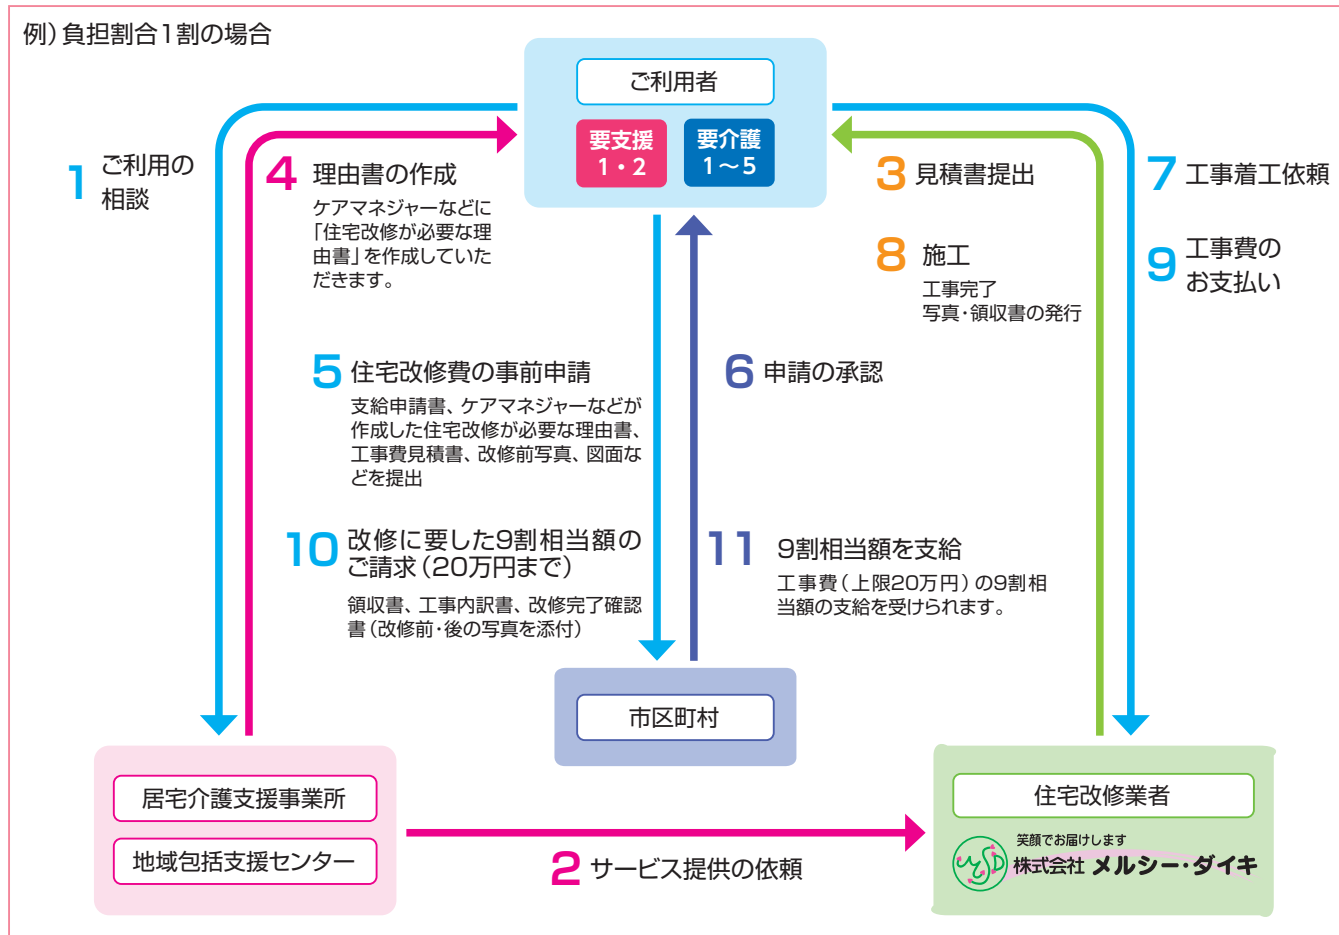 例）負担割合1割の場合
ご利用者
要支援
1・2
要介護
1～5
1 ご利用の
相談
4 理由書の作成
ケアマネジャーなどに
「住宅改修が必要な理
由書」を作成していた
だきます。
3 見積書提出
8 施工
工事完了
写真・領収書の発行
7 工事着工依頼
9 工事費の
お支払い
5 住宅改修費の事前申請
支給申請書、ケアマネジャーなどが
作成した住宅改修が必要な理由書、
工事費見積書、改修前写真、図面な
どを提出
6 申請の承認
10 改修に要した9割相当額の
ご請求（20万円まで）
領収書、工事内訳書、改修完了確認
書（改修前・後の写真を添付）
11 9割相当額を支給
工事費（上限20万円）の9割相
当額の支給を受けられます。
市区町村
居宅介護支援事業所
地域包括支援センター
2 サービス提供の依頼
住宅改修業者
笑顔でお届けします
株式会社 メルシー・ダイキ